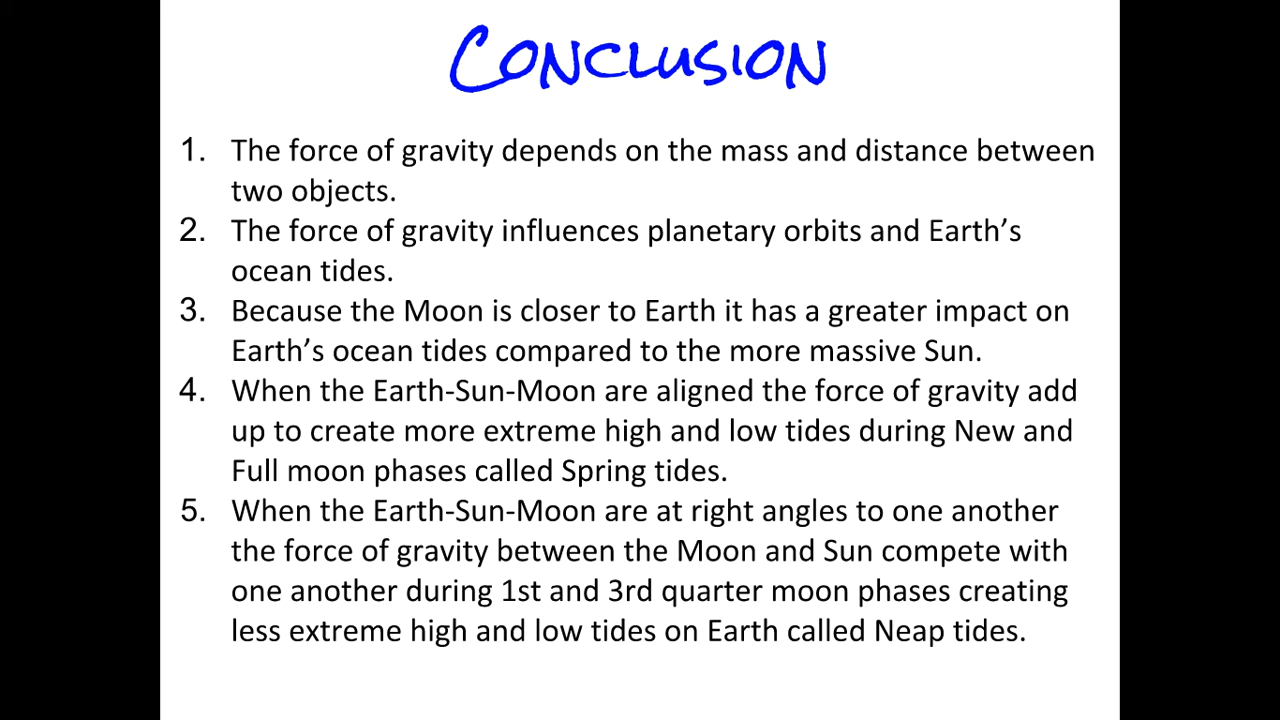 CONCLUSION
1. The force of gravity depends on the mass and distance between
two objects.
2. The force of gravity influences planetary orbits and Earth’s
ocean tides.
3. Because the Moon is closer to Earth it has a greater impact on
Earth’s ocean tides compared to the more massive Sun.
4. When the Earth-Sun-Moon are aligned the force of gravity add
up to create more extreme high and low tides during New and
Full moon phases called Spring tides.
5. When the Earth-Sun-Moon are at right angles to one another
the force of gravity between the Moon and Sun compete with
one another during 1st and 3rd quarter moon phases creating
less extreme high and low tides on Earth called Neap tides.